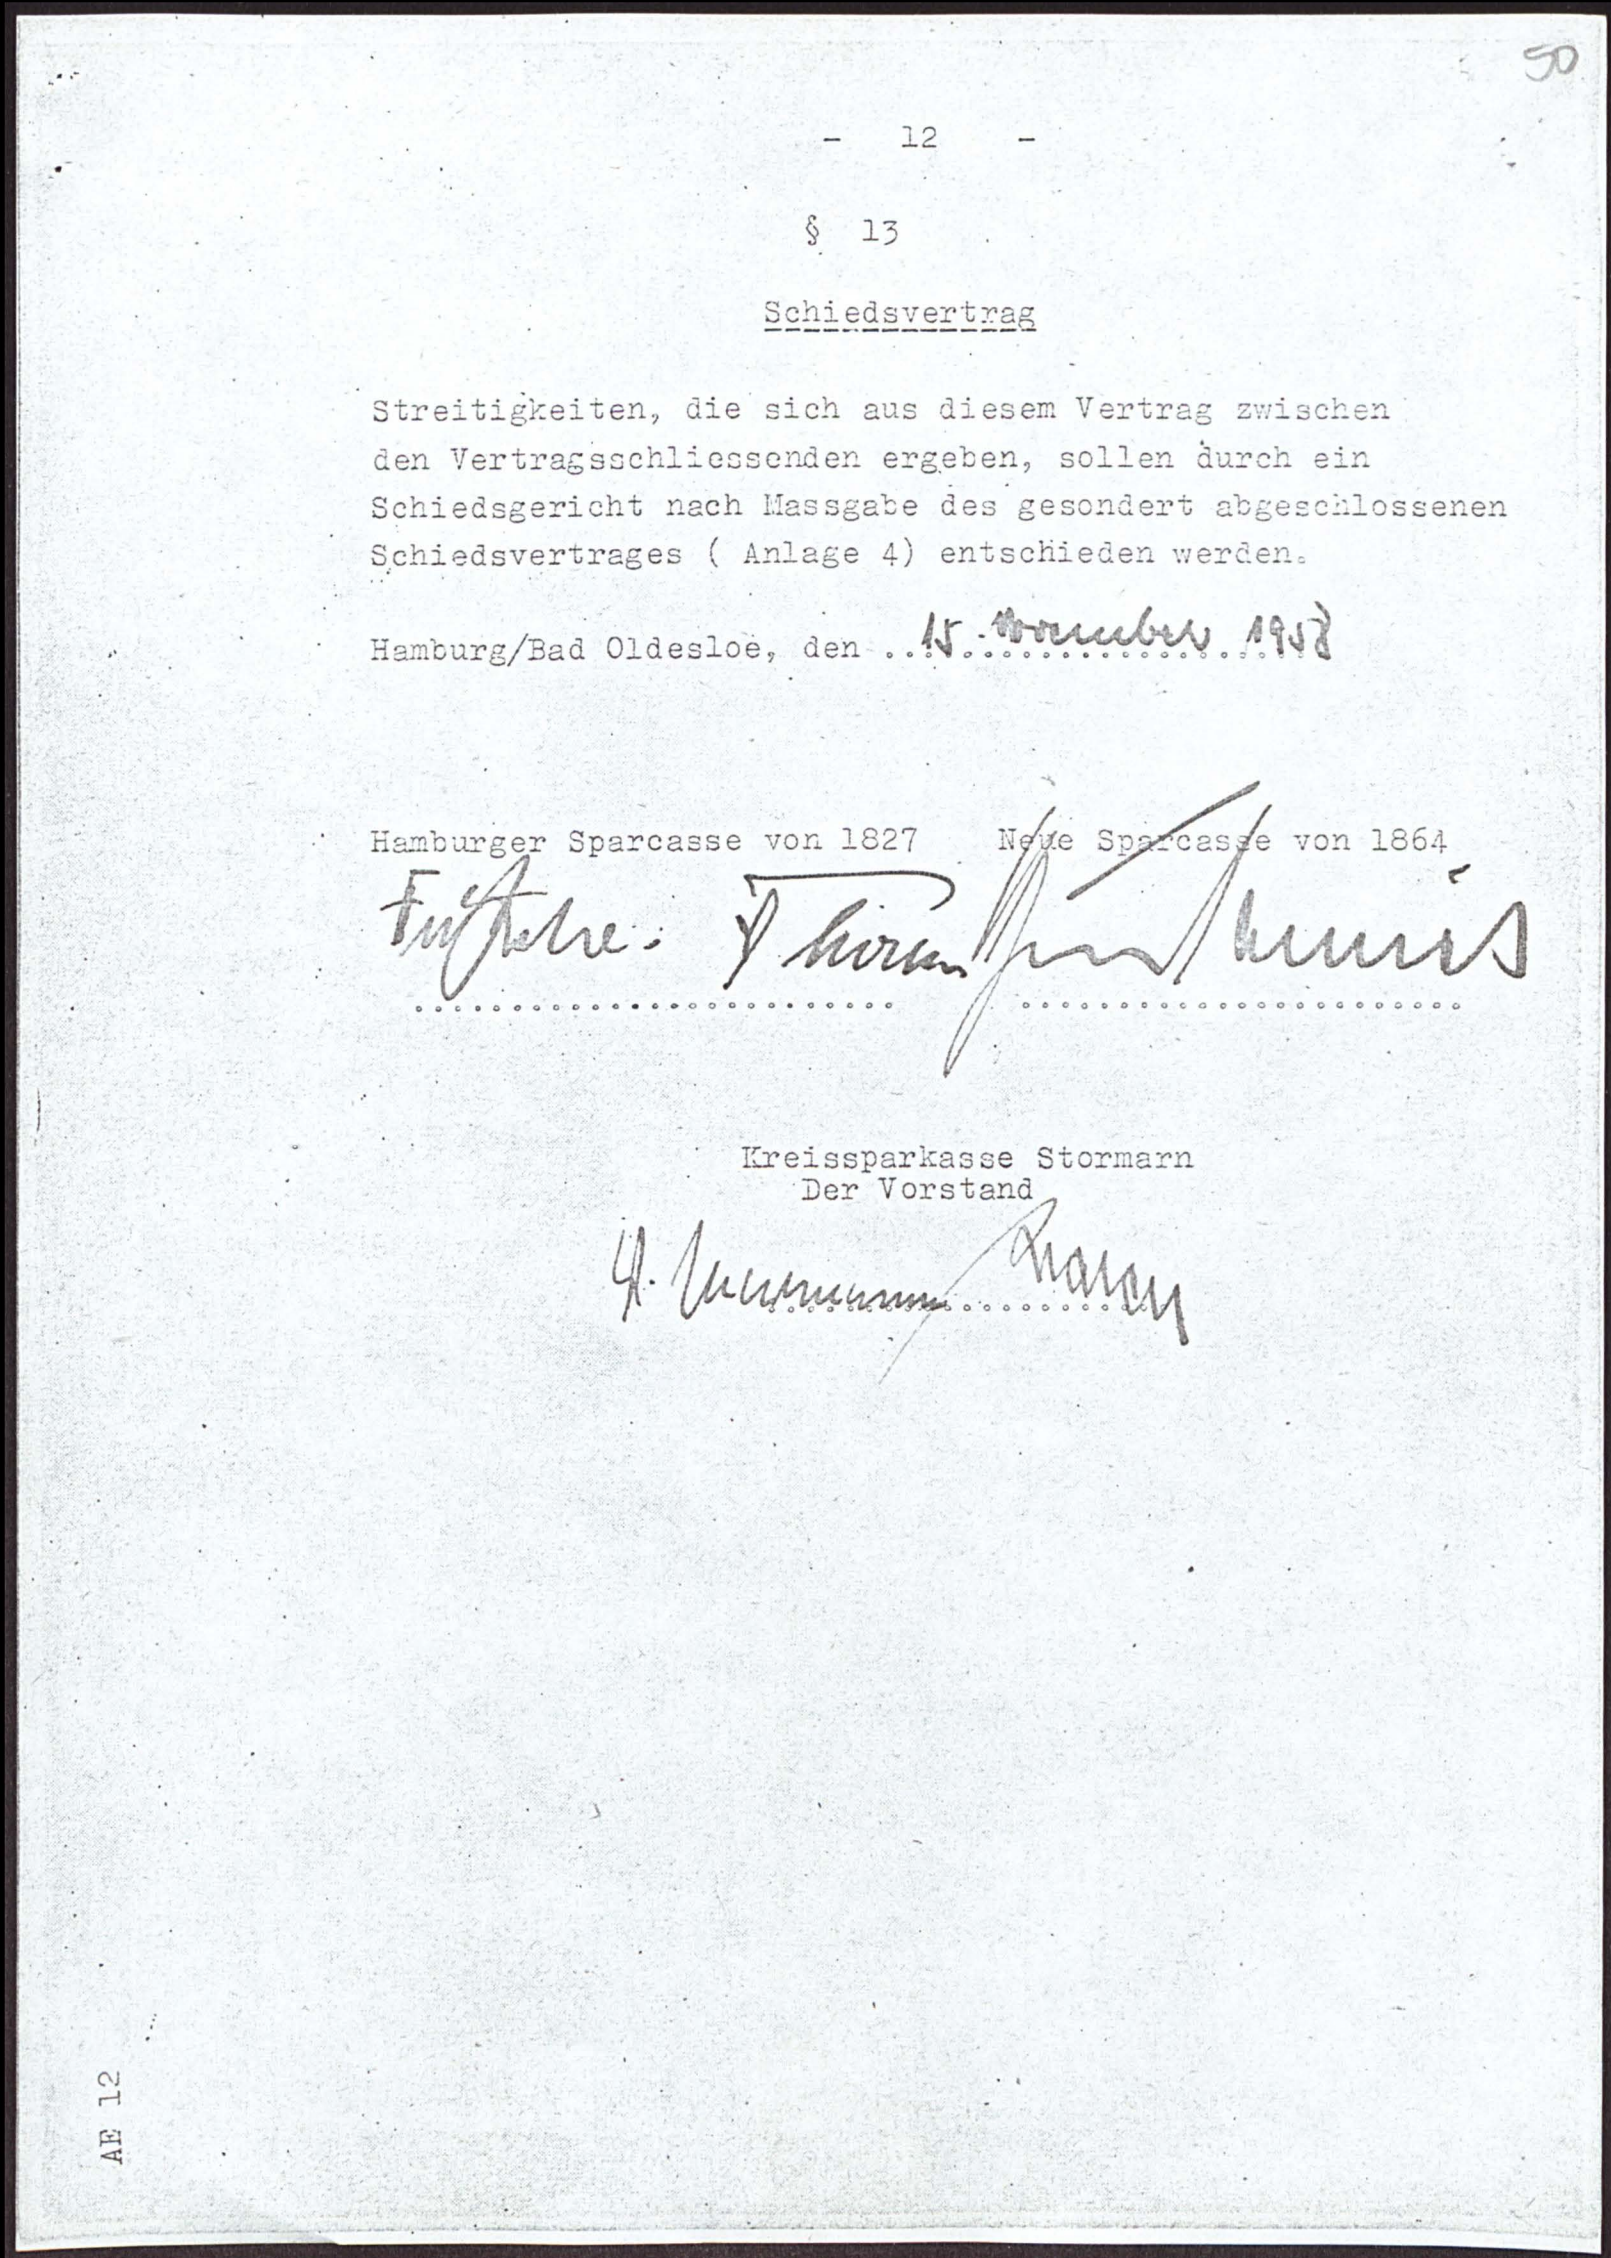 50
- 12 -
§ 13
Schiedsvertrag
Streitigkeiten, die sich aus diesem Vertrag zwischen
den Vertragsschliessenden ergeben, sollen durch ein
Schiedsgericht nach Massgabe des gesondert abgeschlossenen
Schiedsvertrages ( Anlage 4) entschieden werden.
Hamburg/Bad Oldesloe, den 15. November 1958
Hamburger Sparcasse von 1827 Neue Sparcasse von 1864
Kreissparkasse Stormarn
Der Vorstand
AE 12